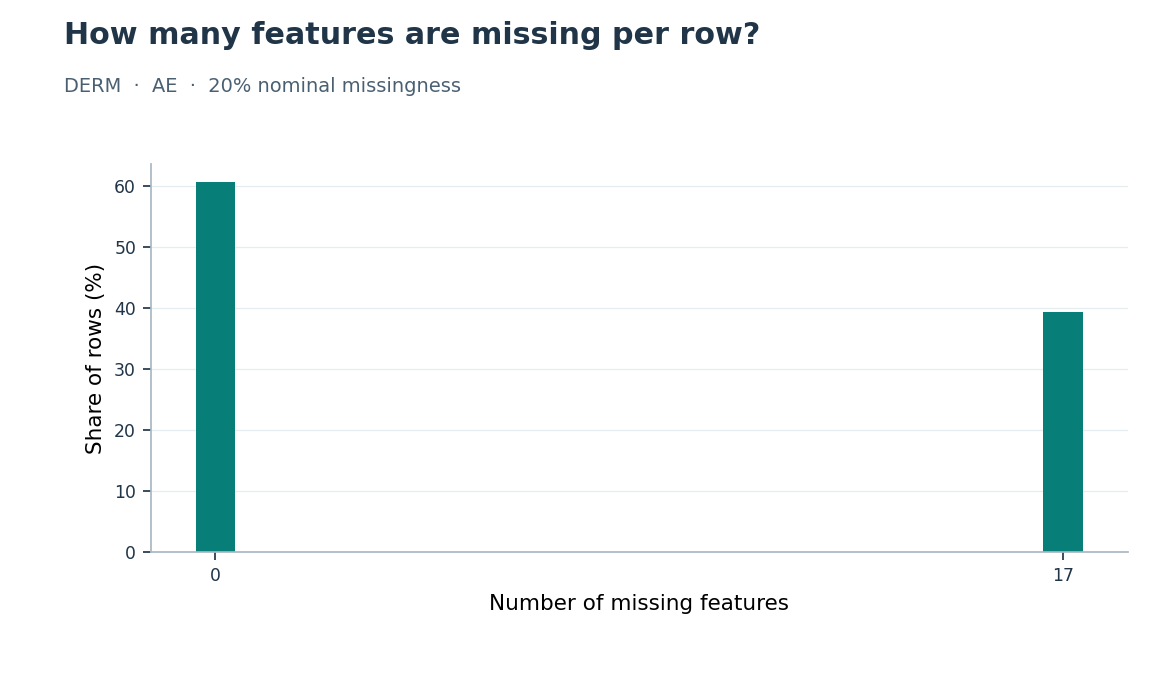 How many features are missing per row?
DERM · AE · 20% nominal missingness
60
50
40
30
20
10
0
Share of rows (%)
0
17
Number of missing features